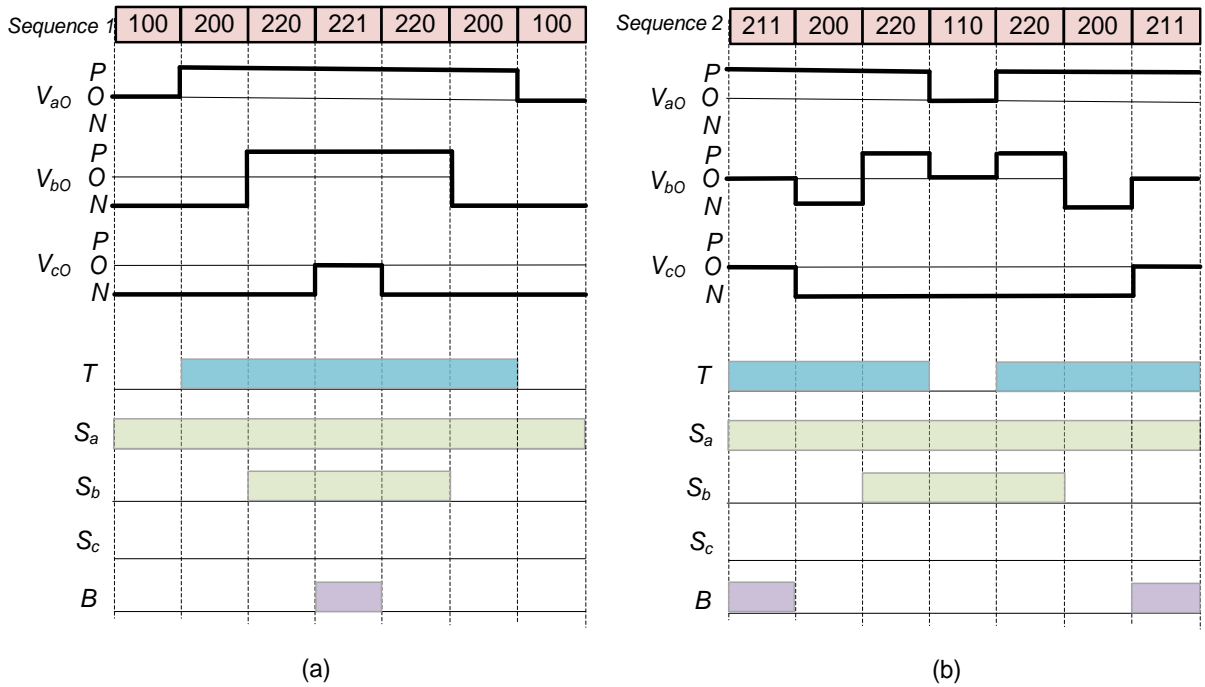 Sequence 1 100 200 220 221 220 200 100
P
VaO O
N
P
VbO O
N
P
VcO O
N
T
Sa
Sb
Sc
B
(a)
Sequence 2 211 200 220 110 220 200 211
P
VaO O
N
P
VbO O
N
P
VcO O
N
T
Sa
Sb
Sc
B
(b)